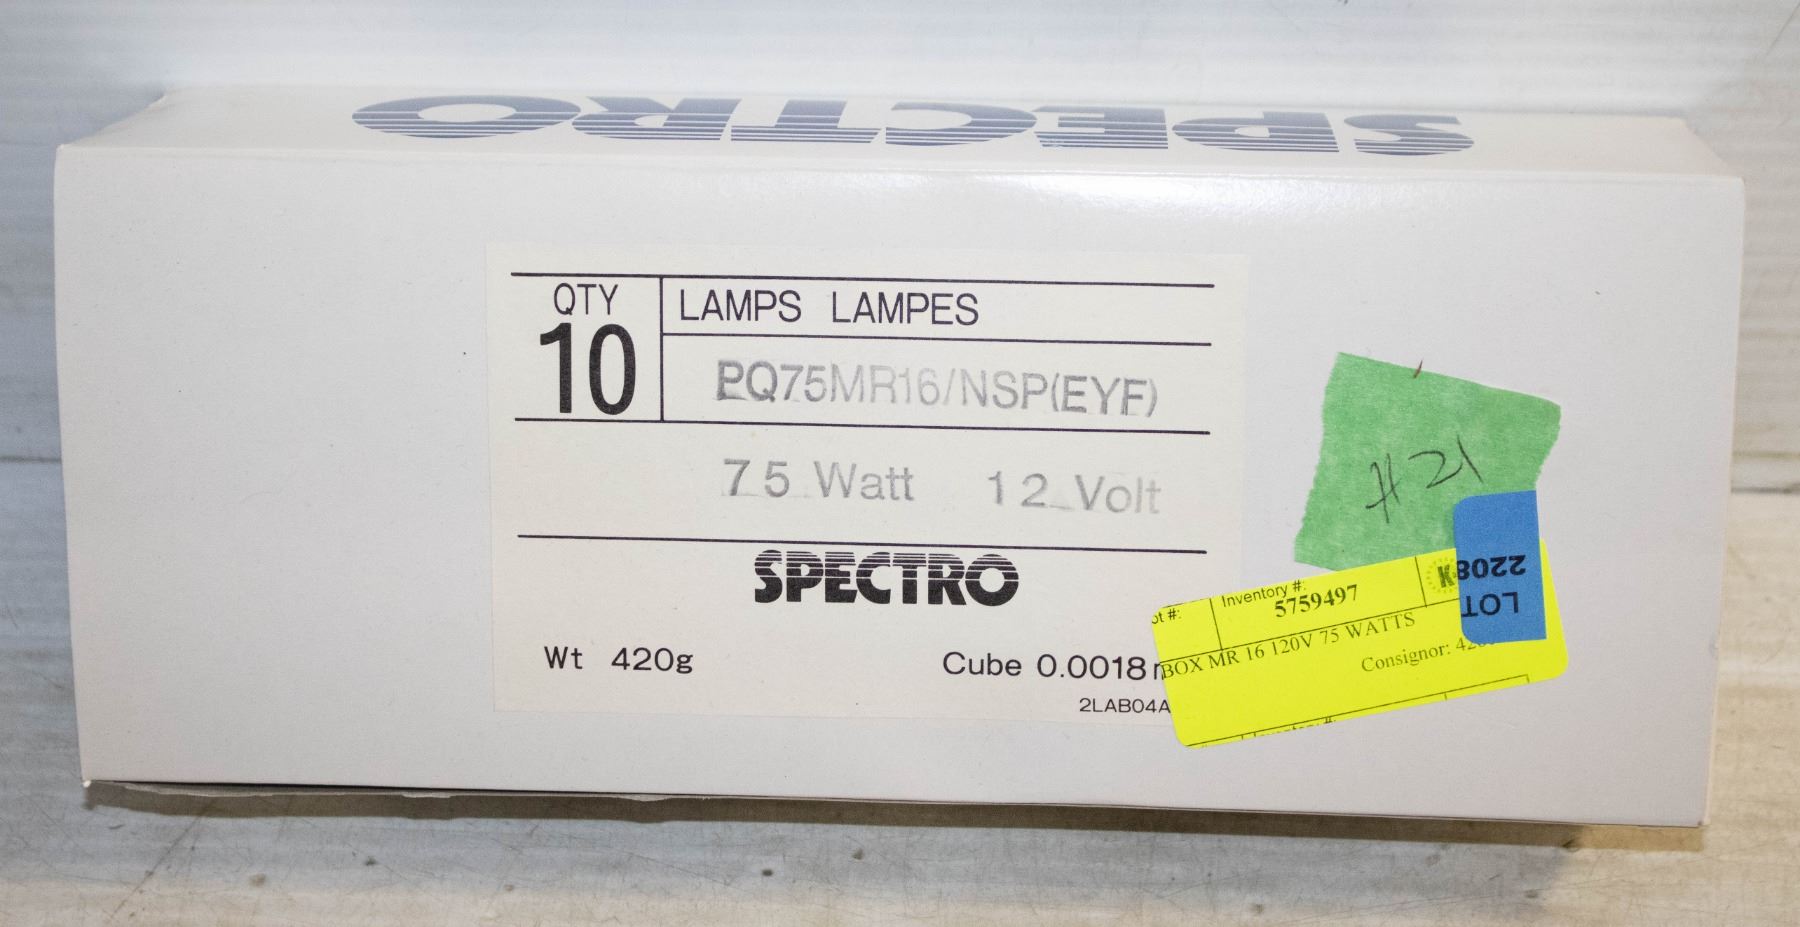 SPECTRO
QTY
10
LAMPS LAMPES
PQ75MR16/NSP(EYF)
75 Watt 12 Volt
SPECTRO
Wt 420g
Cube 0.0018
2LAB04A
#21
LOT
2208
Inventory #:
5759497
K
BOX MR 16 120V 75 WATTS
Consignor: